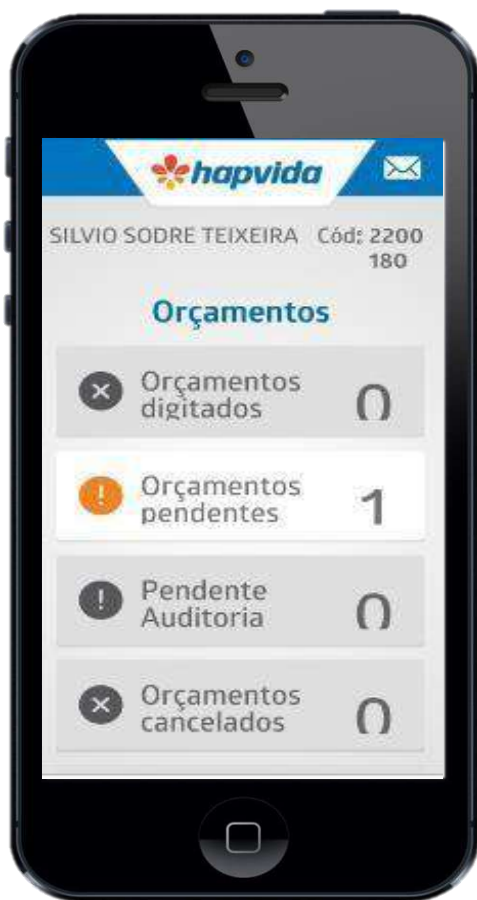 hapvida
SILVIO SODRE TEIXEIRA Cód: 2200
180
Orçamentos
Orçamentos
digitados
0
Orçamentos
pendentes
1
Pendente
Auditoria
0
Orçamentos
cancelados
0